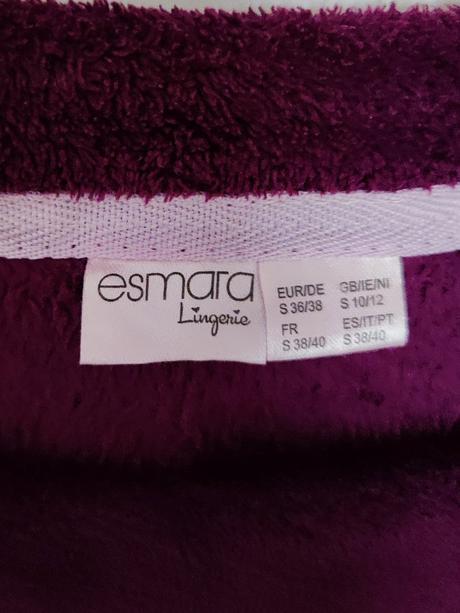 esmara
Lingerie
EUR/DE GB/IE/NI
S 36/38 S 10/12
FR ES/IT/PT
S 38/40 S 38/40